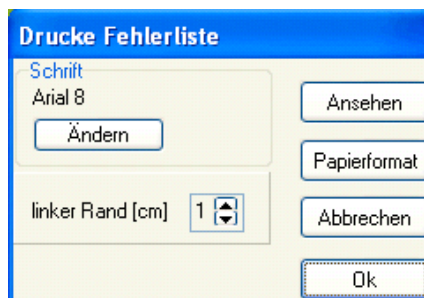 Drucke Fehlerliste
Schrift
Arial 8
Ändern
linker Rand [cm] 1
Ansehen
Papierformat
Abbrechen
Ok